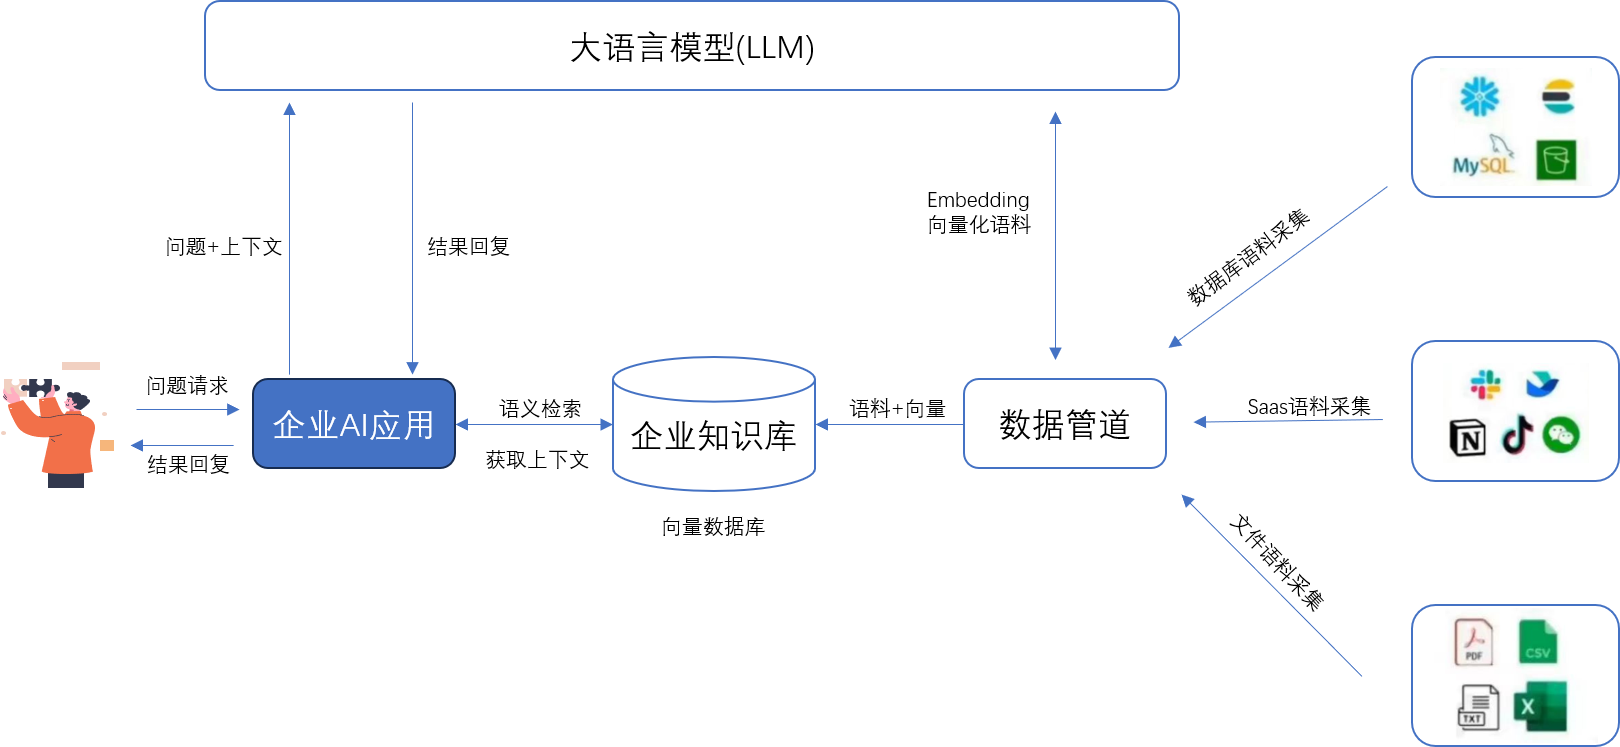 大语言模型(LLM)
MySQL
Embedding
向量化语料
问题+上下文
结果回复
数据库语料采集
问题请求
结果回复
企业AI应用
语义检索
获取上下文
企业知识库
向量数据库
语料+向量
数据管道
Saas语料采集
文件语料采集
PDF
CSV
TXT
X